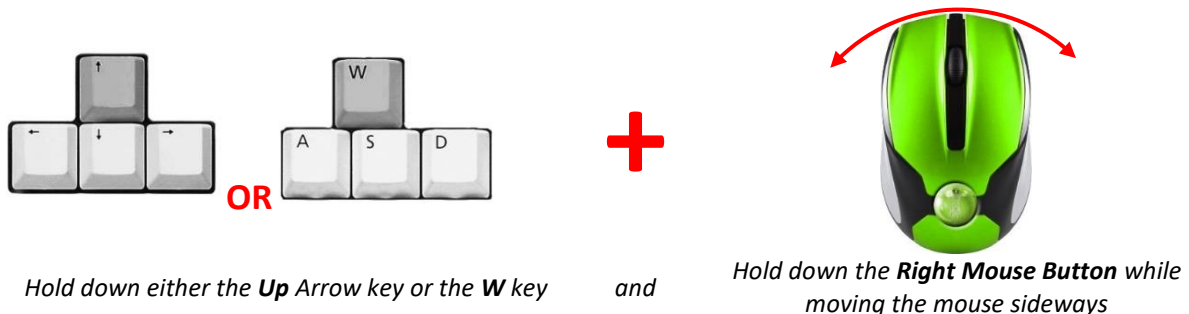 ↑
← ↓ →
W
A S D
OR
+
Hold down either the Up Arrow key or the W key and
Hold down the Right Mouse Button while
moving the mouse sideways